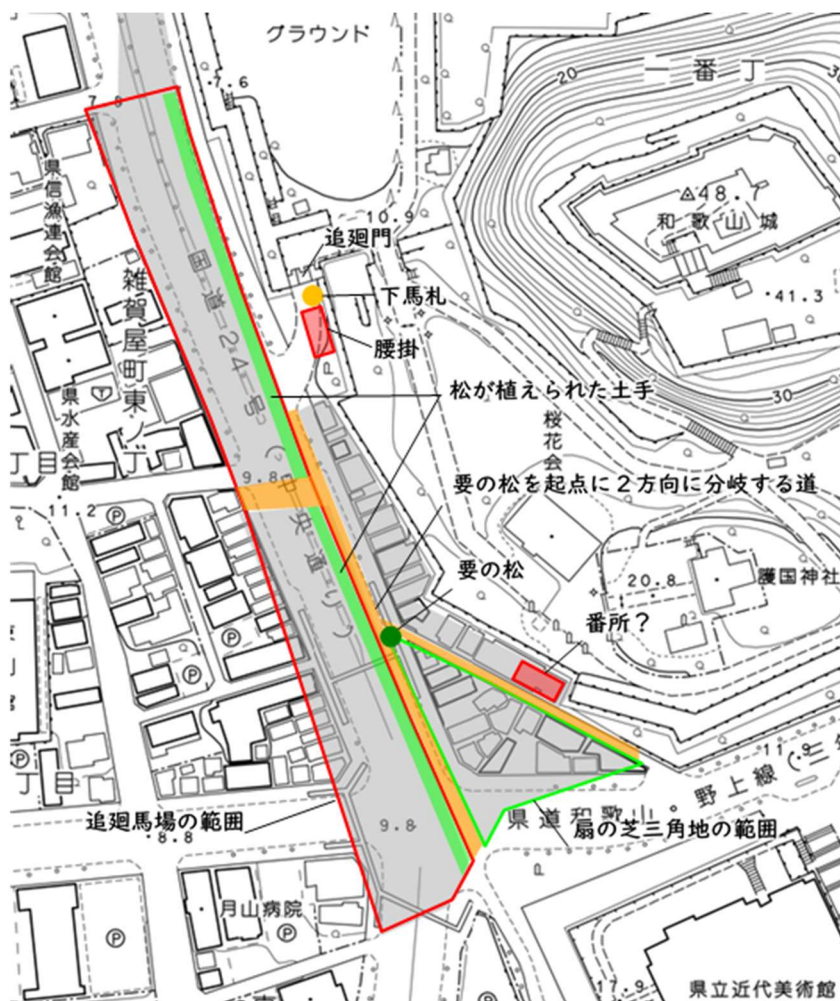 グラウンド
一番丁
20
7.6
県信漁連会館
10.9
追廻門
△48.7
和歌山城
下馬札
41.3
腰掛
雑賀屋町東ノ丁
国道24号(中央通り)
松が植えられた土手
30
県水産会館
桜花会
丁目
9.8
11.2
要の松を起点に2方向に分岐する道
P
要の松
20.8
護国神社
番所?
P
P
P
丁目
11.9
野上線(三
追廻馬場の範囲
8.8
9.8
県道和歌山
扇の芝三角地の範囲
月山病院
P
P
17.9
県立近代美術館
P